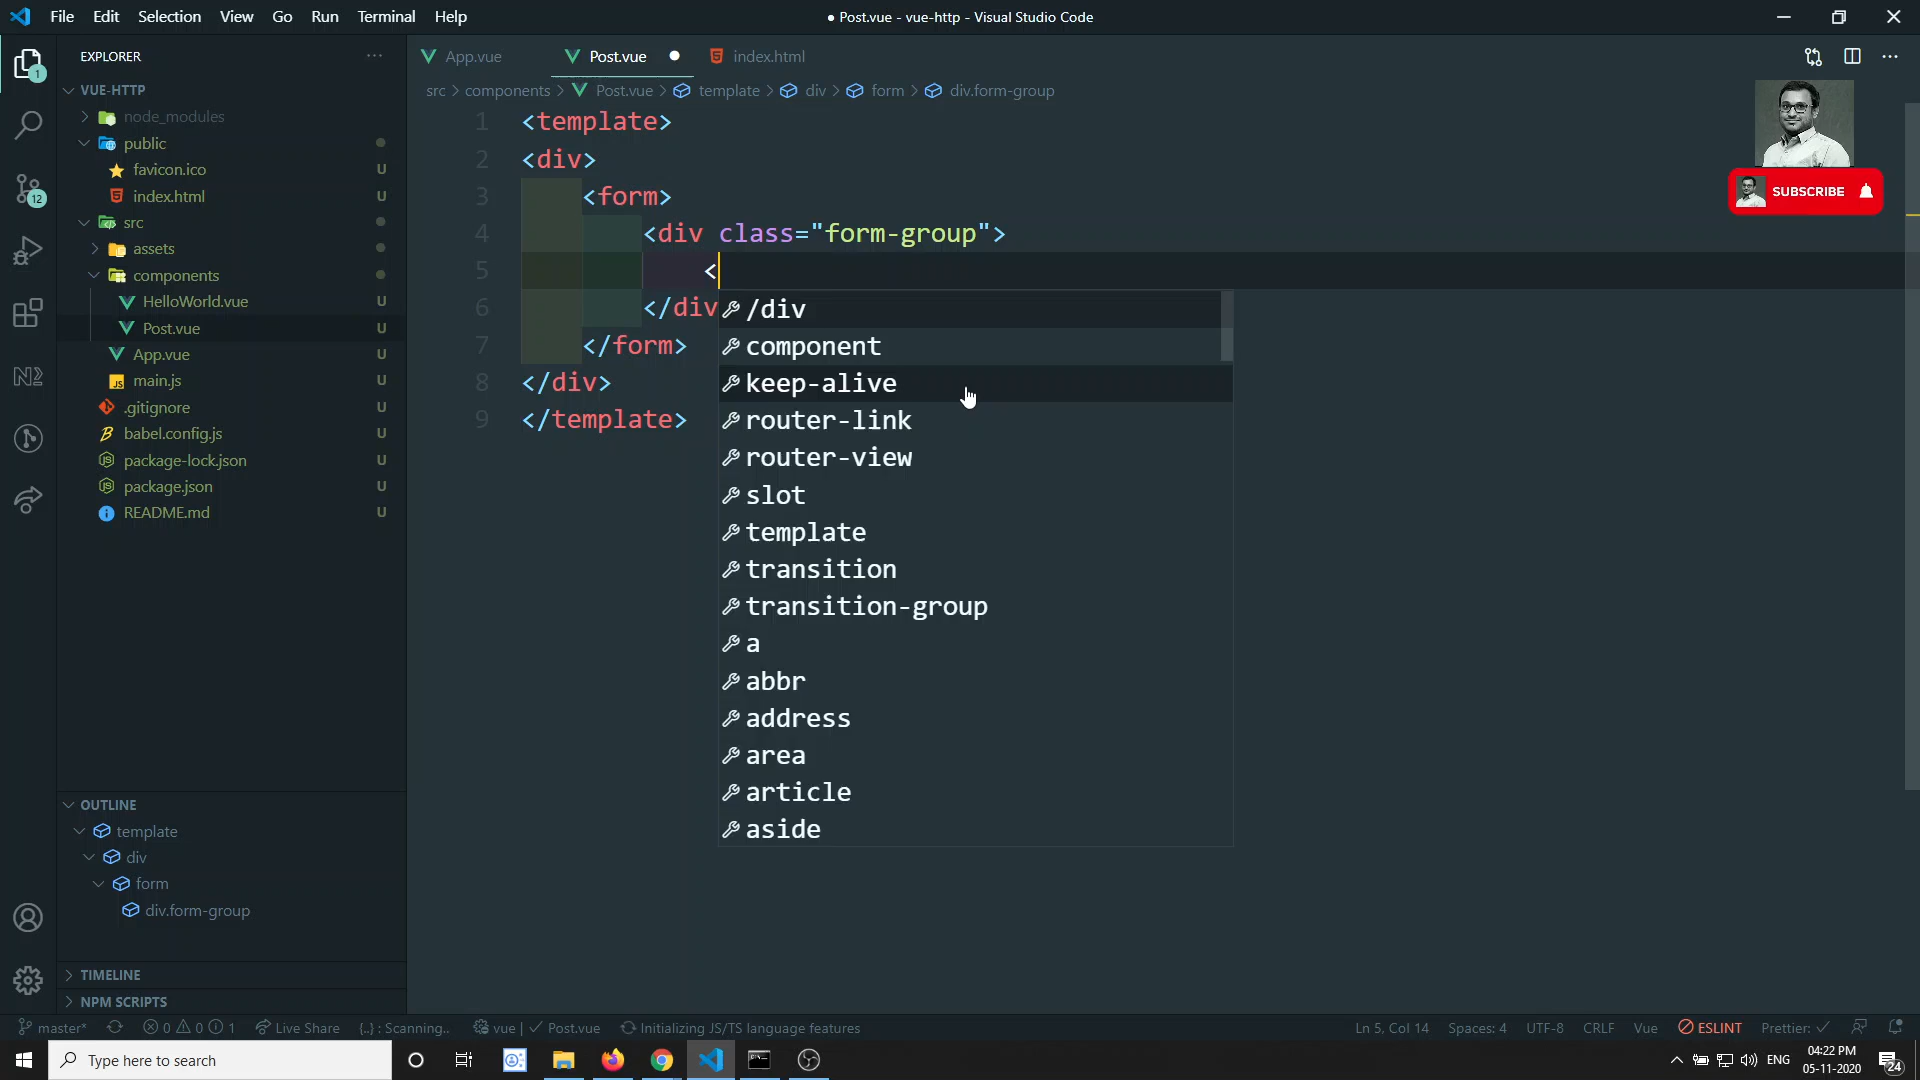 File Edit Selection View Go Run Terminal Help
● Post.vue - vue-http - Visual Studio Code
EXPLORER
App.vue
Post.vue
index.html
src > components > Post.vue > template > div > form > div.form-group
VUE-HTTP
node_modules
public
favicon.ico U
index.html U
src
assets
components
HelloWorld.vue U
Post.vue U
App.vue U
main.js U
.gitignore U
babel.config.js U
package-lock.json U
package.json U
README.md U
1 <template>
2 <div>
3 <form>
4 <div class="form-group">
5 <
6 </div
7 </form>
8 </div>
9 </template>
/div
component
keep-alive
router-link
router-view
slot
template
transition
transition-group
a
abbr
address
area
article
aside
SUBSCRIBE
OUTLINE
template
div
form
div.form-group
TIMELINE
NPM SCRIPTS
1
12
N2
master* 0 0 1 Live Share {..} : Scanning.. vue | Post.vue Initializing JS/TS language features
Ln 5, Col 14 Spaces: 4 UTF-8 CRLF Vue ESLINT Prettier: ✓
Type here to search
ENG
04:22 PM
05-11-2020
24